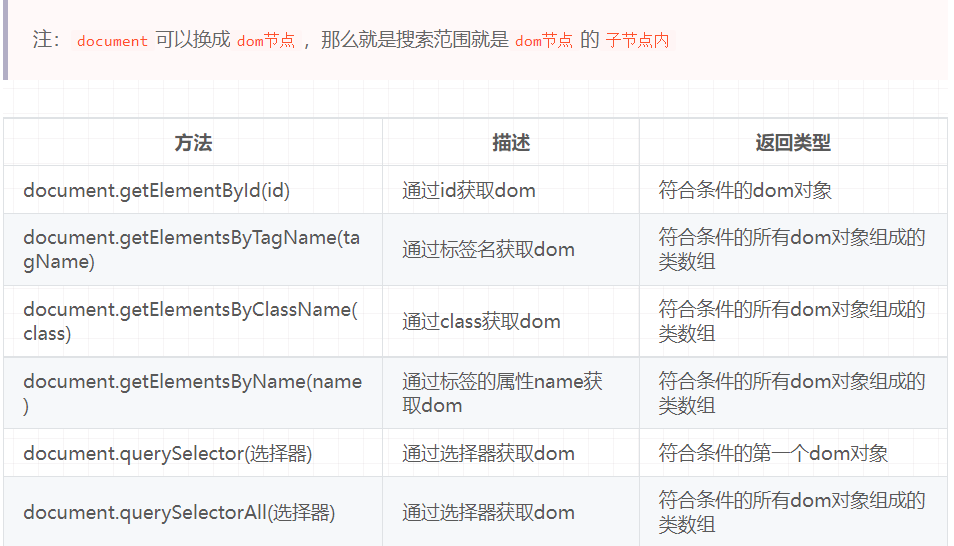 注： document 可以换成 dom节点 ，那么就是搜索范围就是 dom节点 的 子节点内
方法 描述 返回类型
document.getElementById(id) 通过id获取dom 符合条件的dom对象
document.getElementsByTagName(ta
gName)
通过标签名获取dom
符合条件的所有dom对象组成的
类数组
document.getElementsByClassName(
class)
通过class获取dom
符合条件的所有dom对象组成的
类数组
document.getElementsByName(name
)
通过标签的属性name获
取dom
符合条件的所有dom对象组成的
类数组
document.querySelector(选择器) 通过选择器获取dom 符合条件的第一个dom对象
document.querySelectorAll(选择器) 通过选择器获取dom
符合条件的所有dom对象组成的
类数组